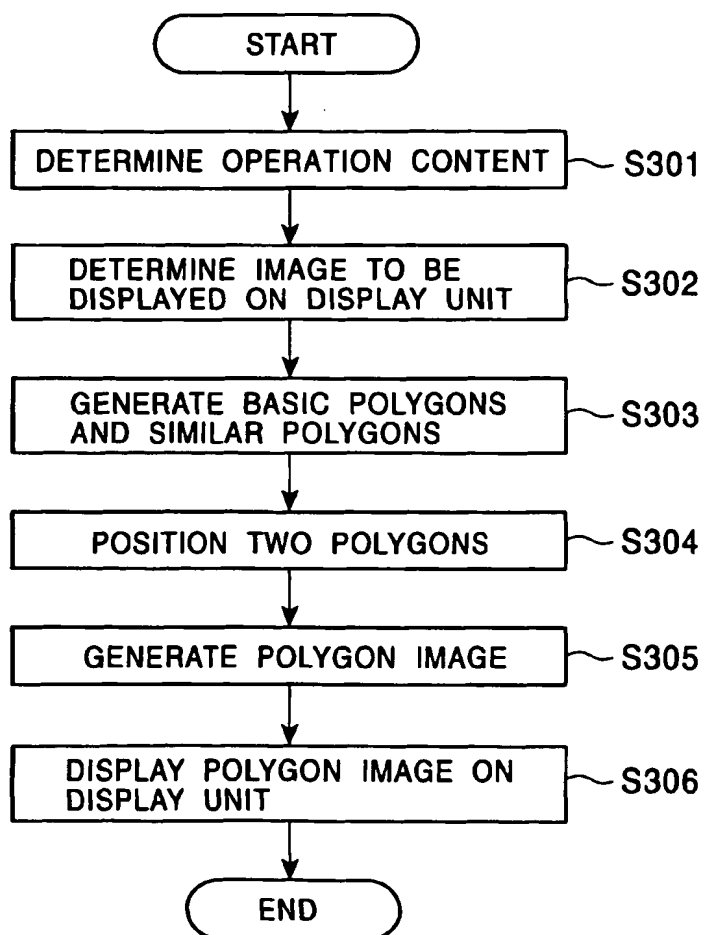 START
DETERMINE OPERATION CONTENT
S301
DETERMINE IMAGE TO BE
DISPLAYED ON DISPLAY UNIT
S302
GENERATE BASIC POLYGONS
AND SIMILAR POLYGONS
S303
POSITION TWO POLYGONS
S304
GENERATE POLYGON IMAGE
S305
DISPLAY POLYGON IMAGE ON
DISPLAY UNIT
S306
END